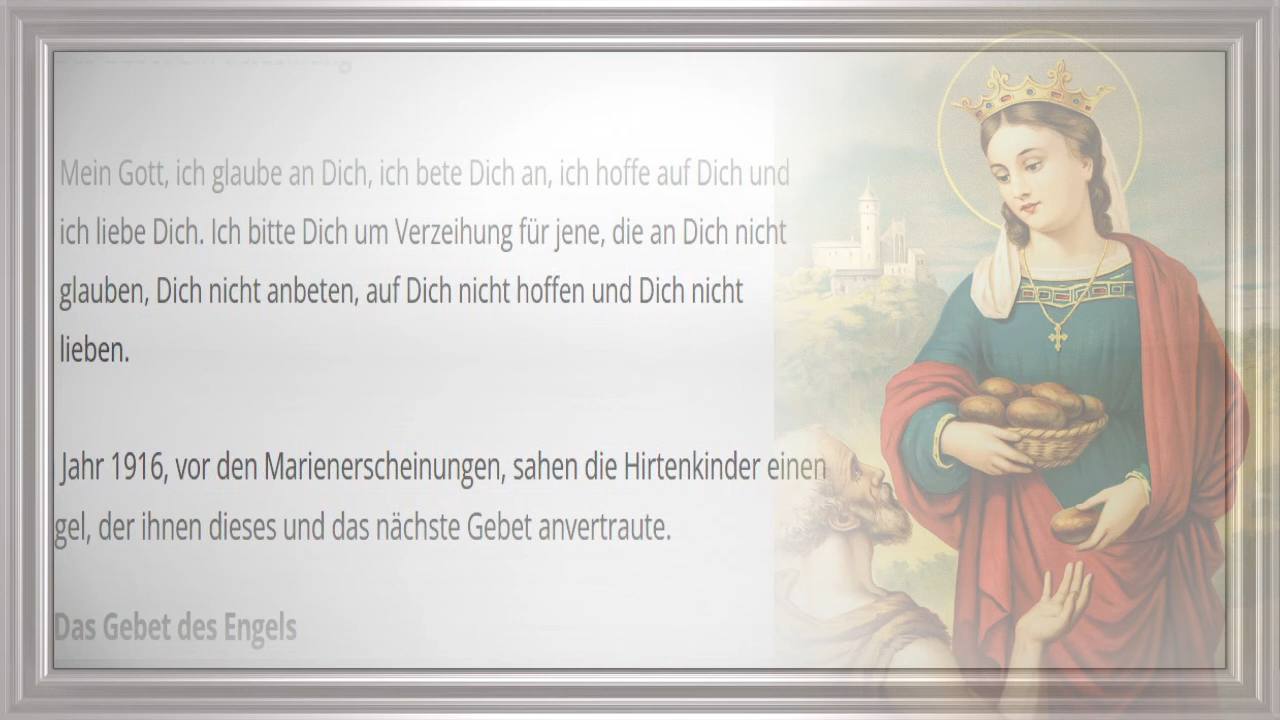 Mein Gott, ich glaube an Dich, ich bete Dich an, ich hoffe auf Dich und
ich liebe Dich. Ich bitte Dich um Verzeihung für jene, die an Dich nicht
glauben, Dich nicht anbeten, auf Dich nicht hoffen und Dich nicht
lieben.
Jahr 1916, vor den Marienerscheinungen, sahen die Hirtenkinder einen
gel, der ihnen dieses und das nächste Gebet anvertraute.
Das Gebet des Engels